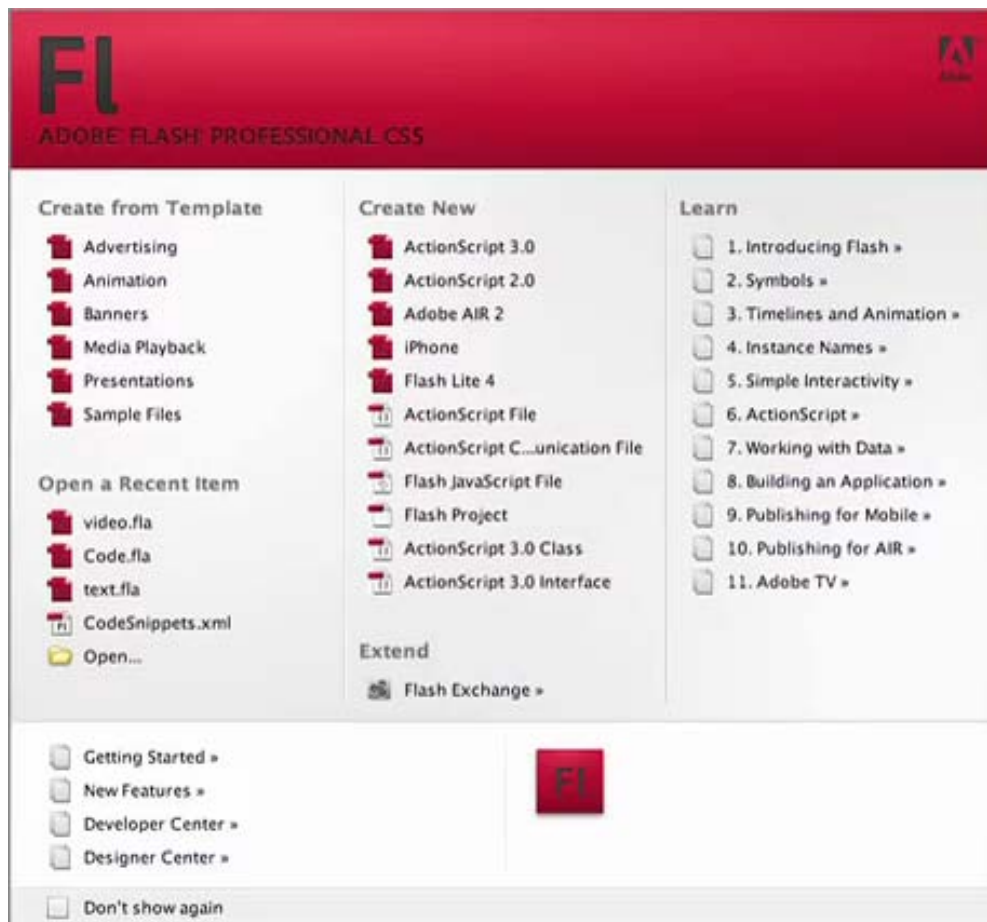 Fl
Adobe
ADOBE FLASH PROFESSIONAL CS5
Create from Template
Advertising
Animation
Banners
Media Playback
Presentations
Sample Files
Open a Recent Item
video.fla
Code.fla
text.fla
CodeSnippets.xml
Open...
Create New
ActionScript 3.0
ActionScript 2.0
Adobe AIR 2
iPhone
Flash Lite 4
ActionScript File
ActionScript C...unication File
Flash JavaScript File
Flash Project
ActionScript 3.0 Class
ActionScript 3.0 Interface
Extend
Flash Exchange »
Learn
1. Introducing Flash »
2. Symbols »
3. Timelines and Animation »
4. Instance Names »
5. Simple Interactivity »
6. ActionScript »
7. Working with Data »
8. Building an Application »
9. Publishing for Mobile »
10. Publishing for AIR »
11. Adobe TV »
Getting Started »
New Features »
Developer Center »
Designer Center »
Fl
Don't show again